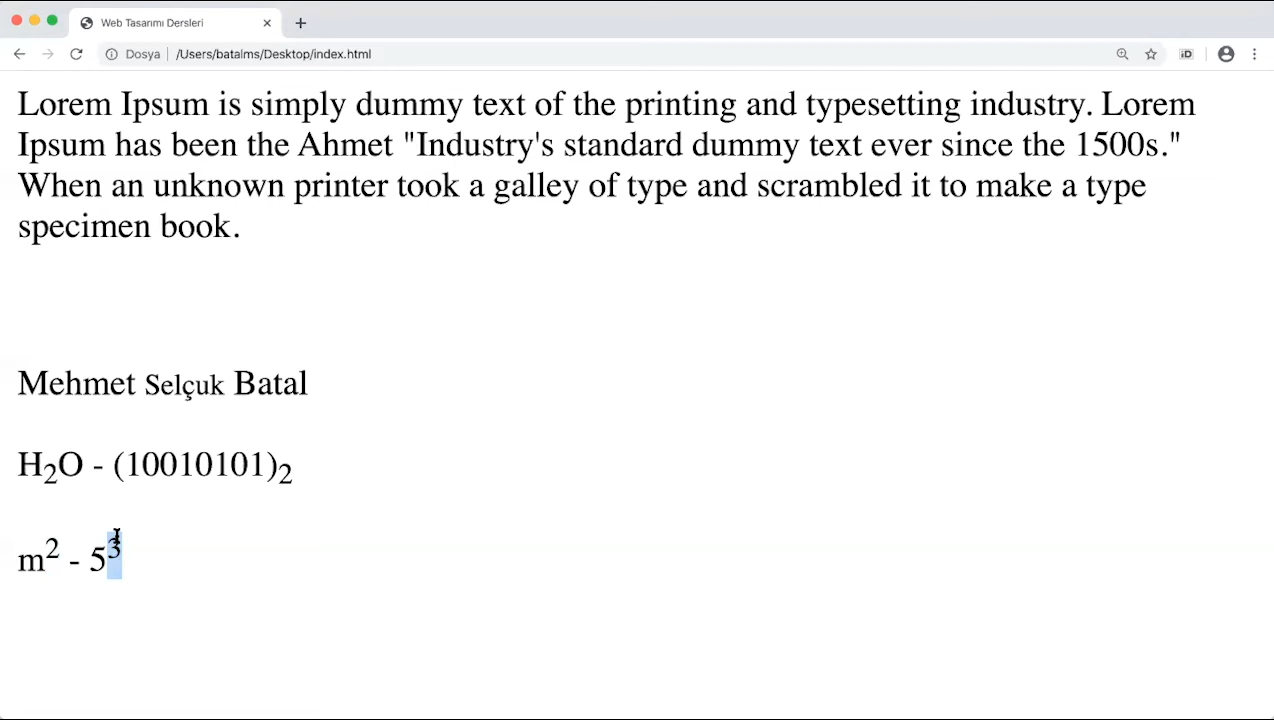 Web Tasarımı Dersleri
Dosya /Users/batalms/Desktop/index.html
Lorem Ipsum is simply dummy text of the printing and typesetting industry. Lorem
Ipsum has been the Ahmet "Industry's standard dummy text ever since the 1500s."
When an unknown printer took a galley of type and scrambled it to make a type
specimen book.
Mehmet Selçuk Batal
H₂O - (10010101)₂
m² - 5³